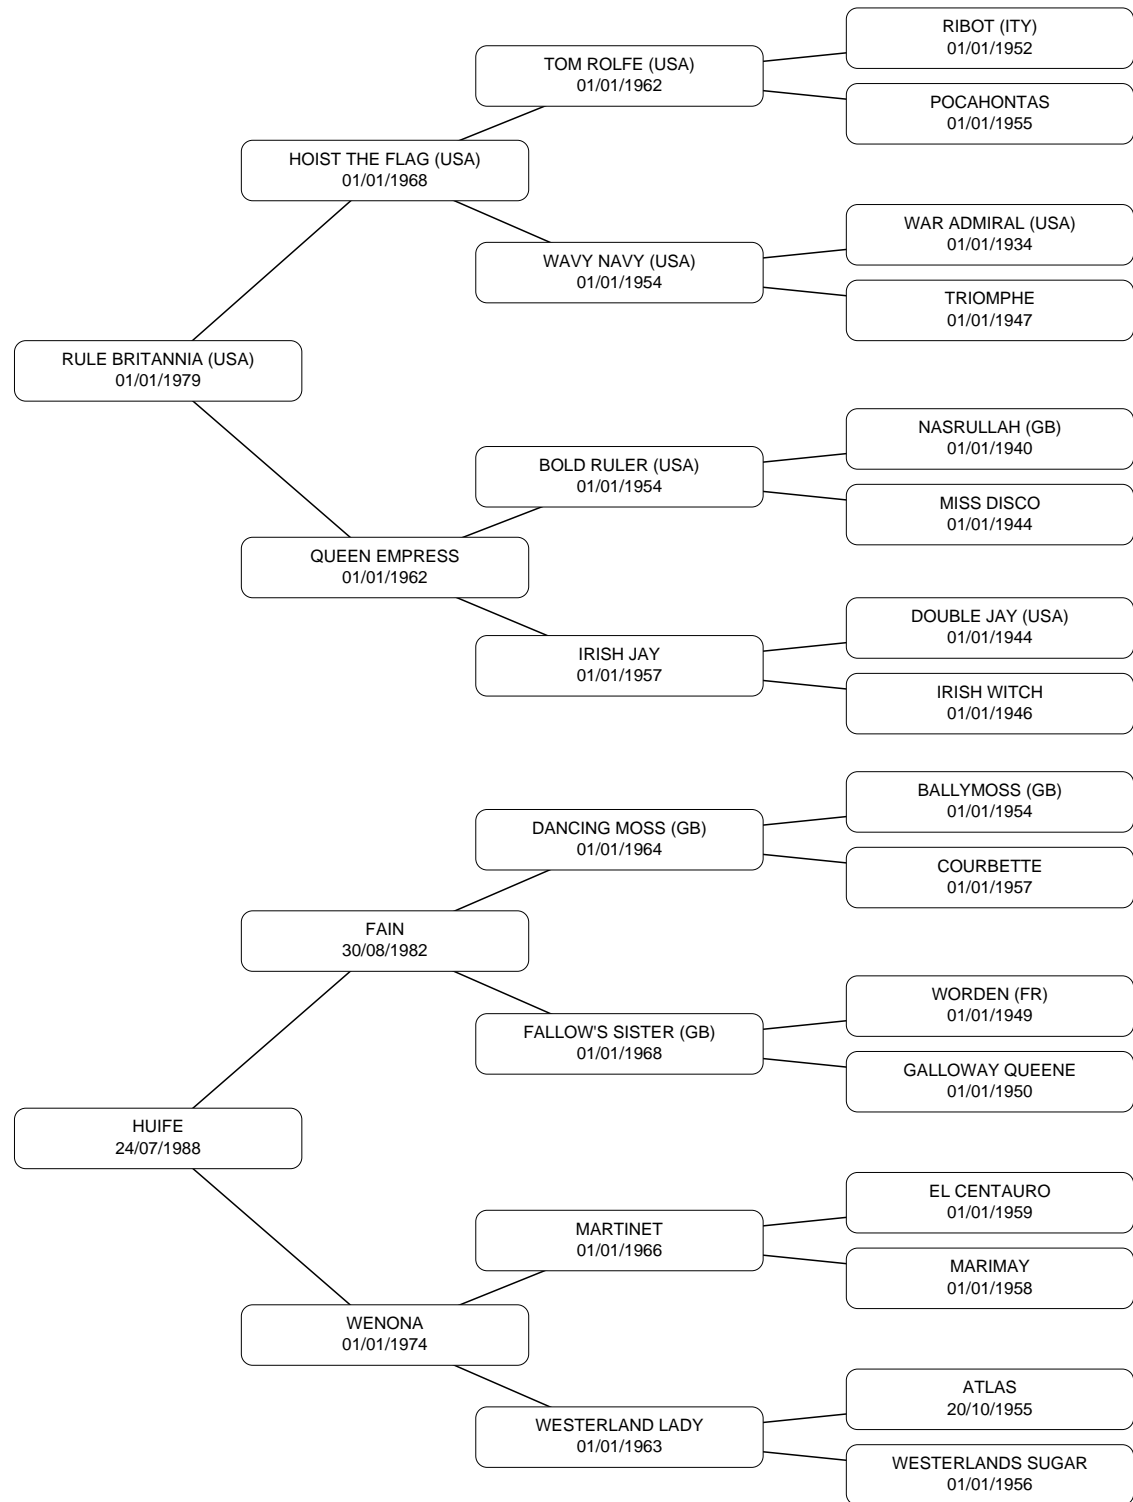 RIBOT (ITY)
01/01/1952
TOM ROLFE (USA)
01/01/1962
POCAHONTAS
01/01/1955
HOIST THE FLAG (USA)
01/01/1968
WAR ADMIRAL (USA)
01/01/1934
WAVY NAVY (USA)
01/01/1954
TRIOMPHE
01/01/1947
RULE BRITANNIA (USA)
01/01/1979
NASRULLAH (GB)
01/01/1940
BOLD RULER (USA)
01/01/1954
MISS DISCO
01/01/1944
QUEEN EMPRESS
01/01/1962
DOUBLE JAY (USA)
01/01/1944
IRISH JAY
01/01/1957
IRISH WITCH
01/01/1946
BALLYMOSS (GB)
01/01/1954
DANCING MOSS (GB)
01/01/1964
COURBETTE
01/01/1957
FAIN
30/08/1982
WORDEN (FR)
01/01/1949
FALLOW'S SISTER (GB)
01/01/1968
GALLOWAY QUEENE
01/01/1950
HUIFE
24/07/1988
EL CENTAURO
01/01/1959
MARTINET
01/01/1966
MARIMAY
01/01/1958
WENONA
01/01/1974
ATLAS
20/10/1955
WESTERLAND LADY
01/01/1963
WESTERLANDS SUGAR
01/01/1956